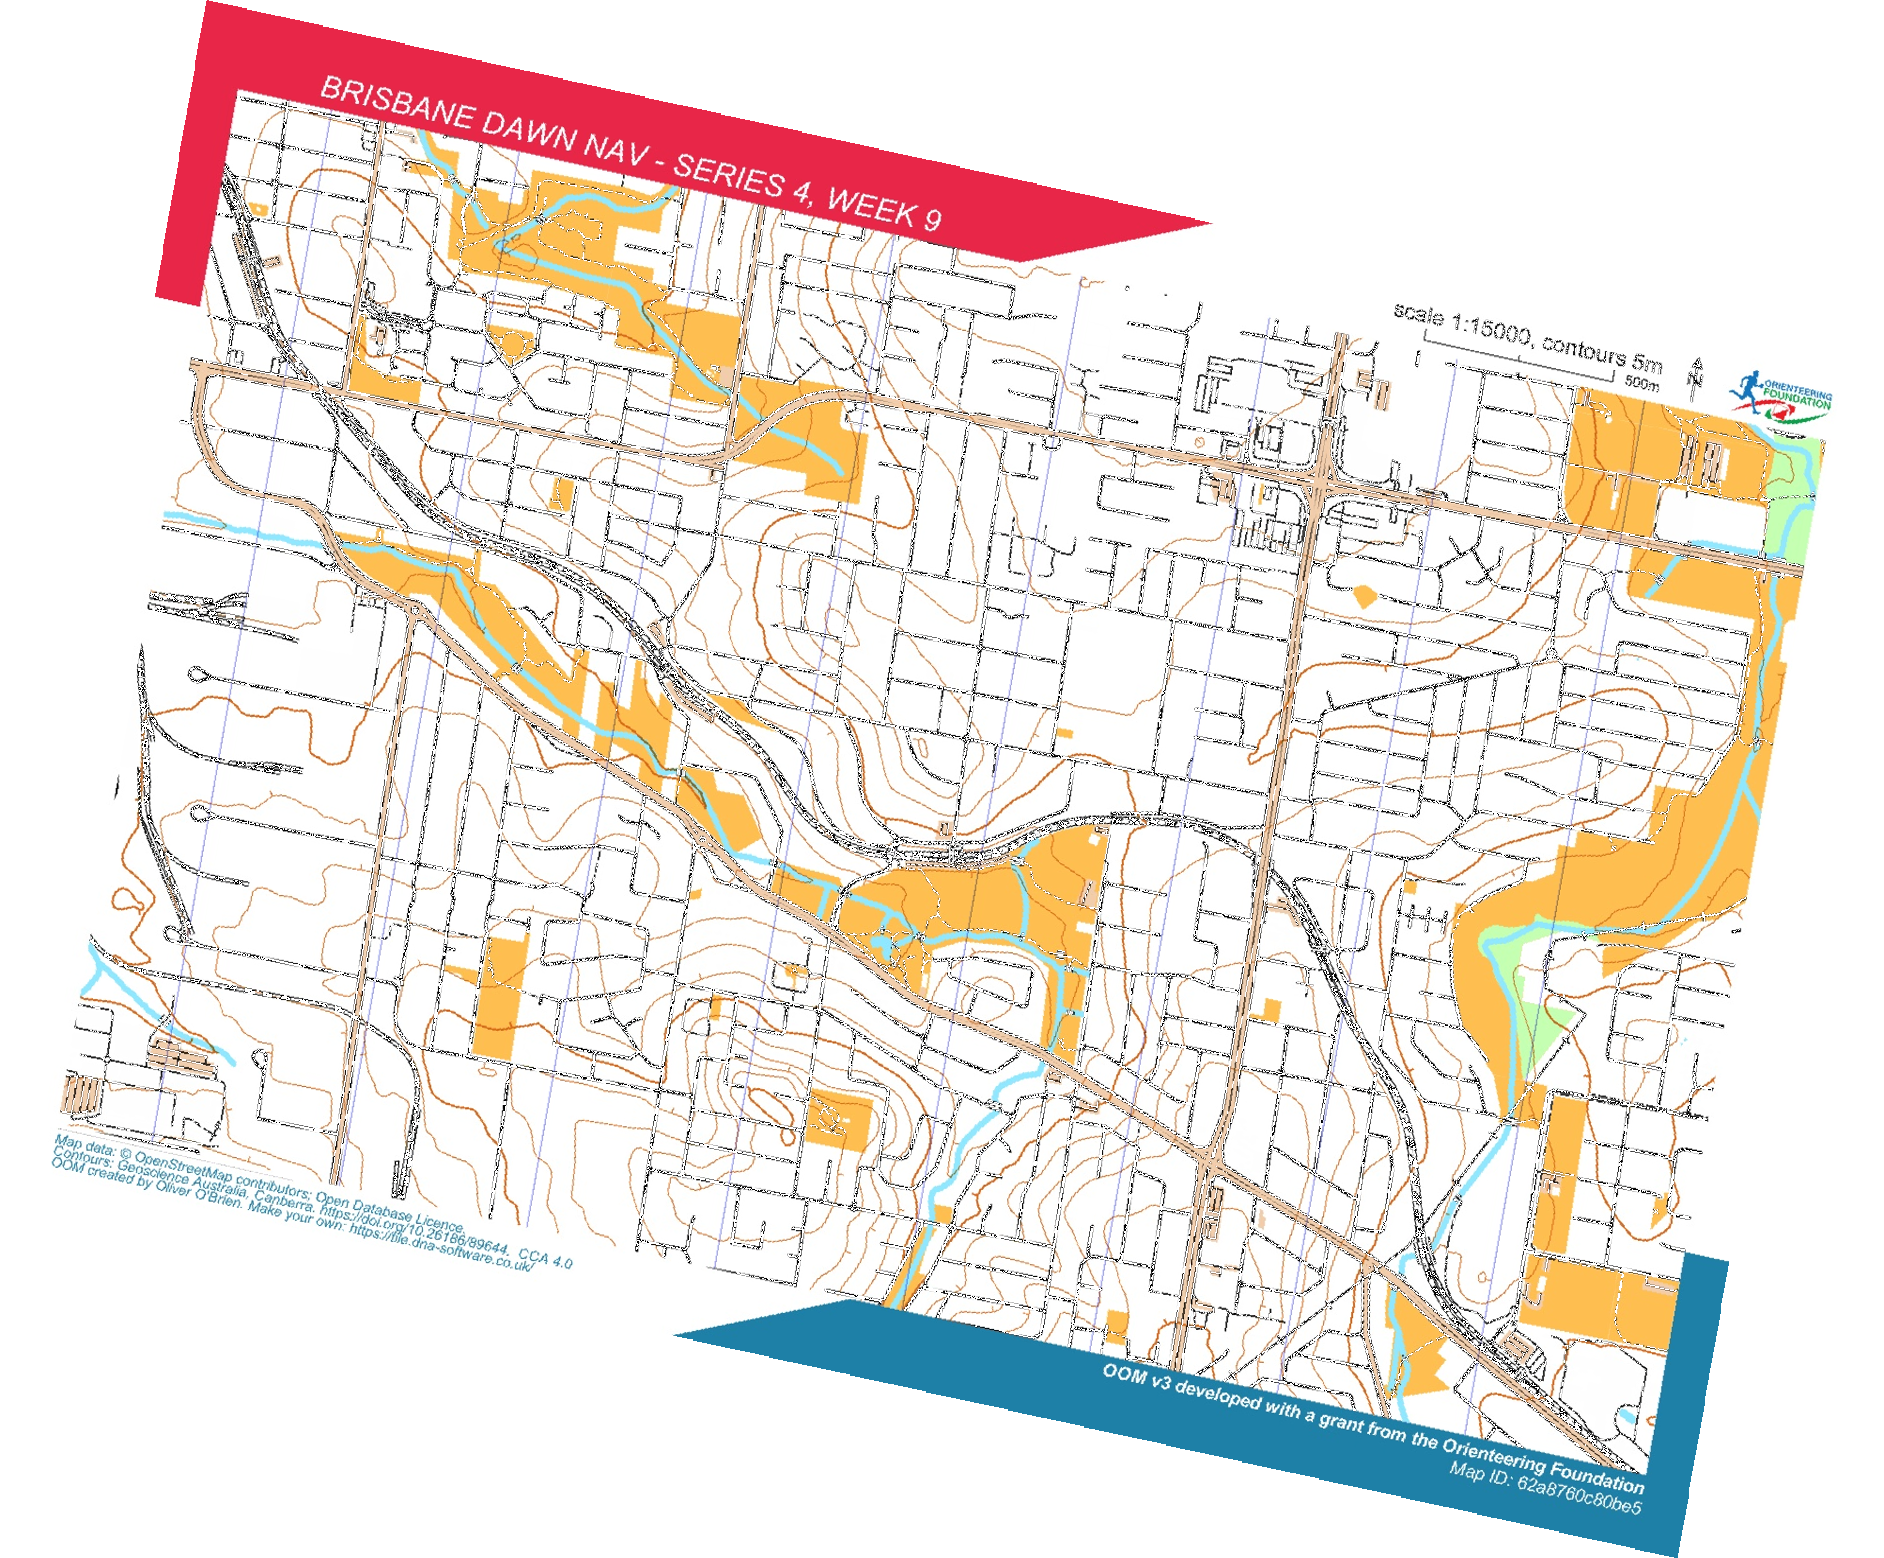 BRISBANE DAWN NAV - SERIES 4, WEEK 9
scale 1:15000, contours 5m
500m
N
ORIENTEERING
FOUNDATION
Map data: © OpenStreetMap contributors; Open Database Licence.
Contours: Geoscience Australia, Canberra. https://doi.org/10.26186/89644. CCA 4.0
OOM created by Oliver O'Brien. Make your own: https://file.dna-software.co.uk/
OOM v3 developed with a grant from the Orienteering Foundation
Map ID: 62a8760c80be5